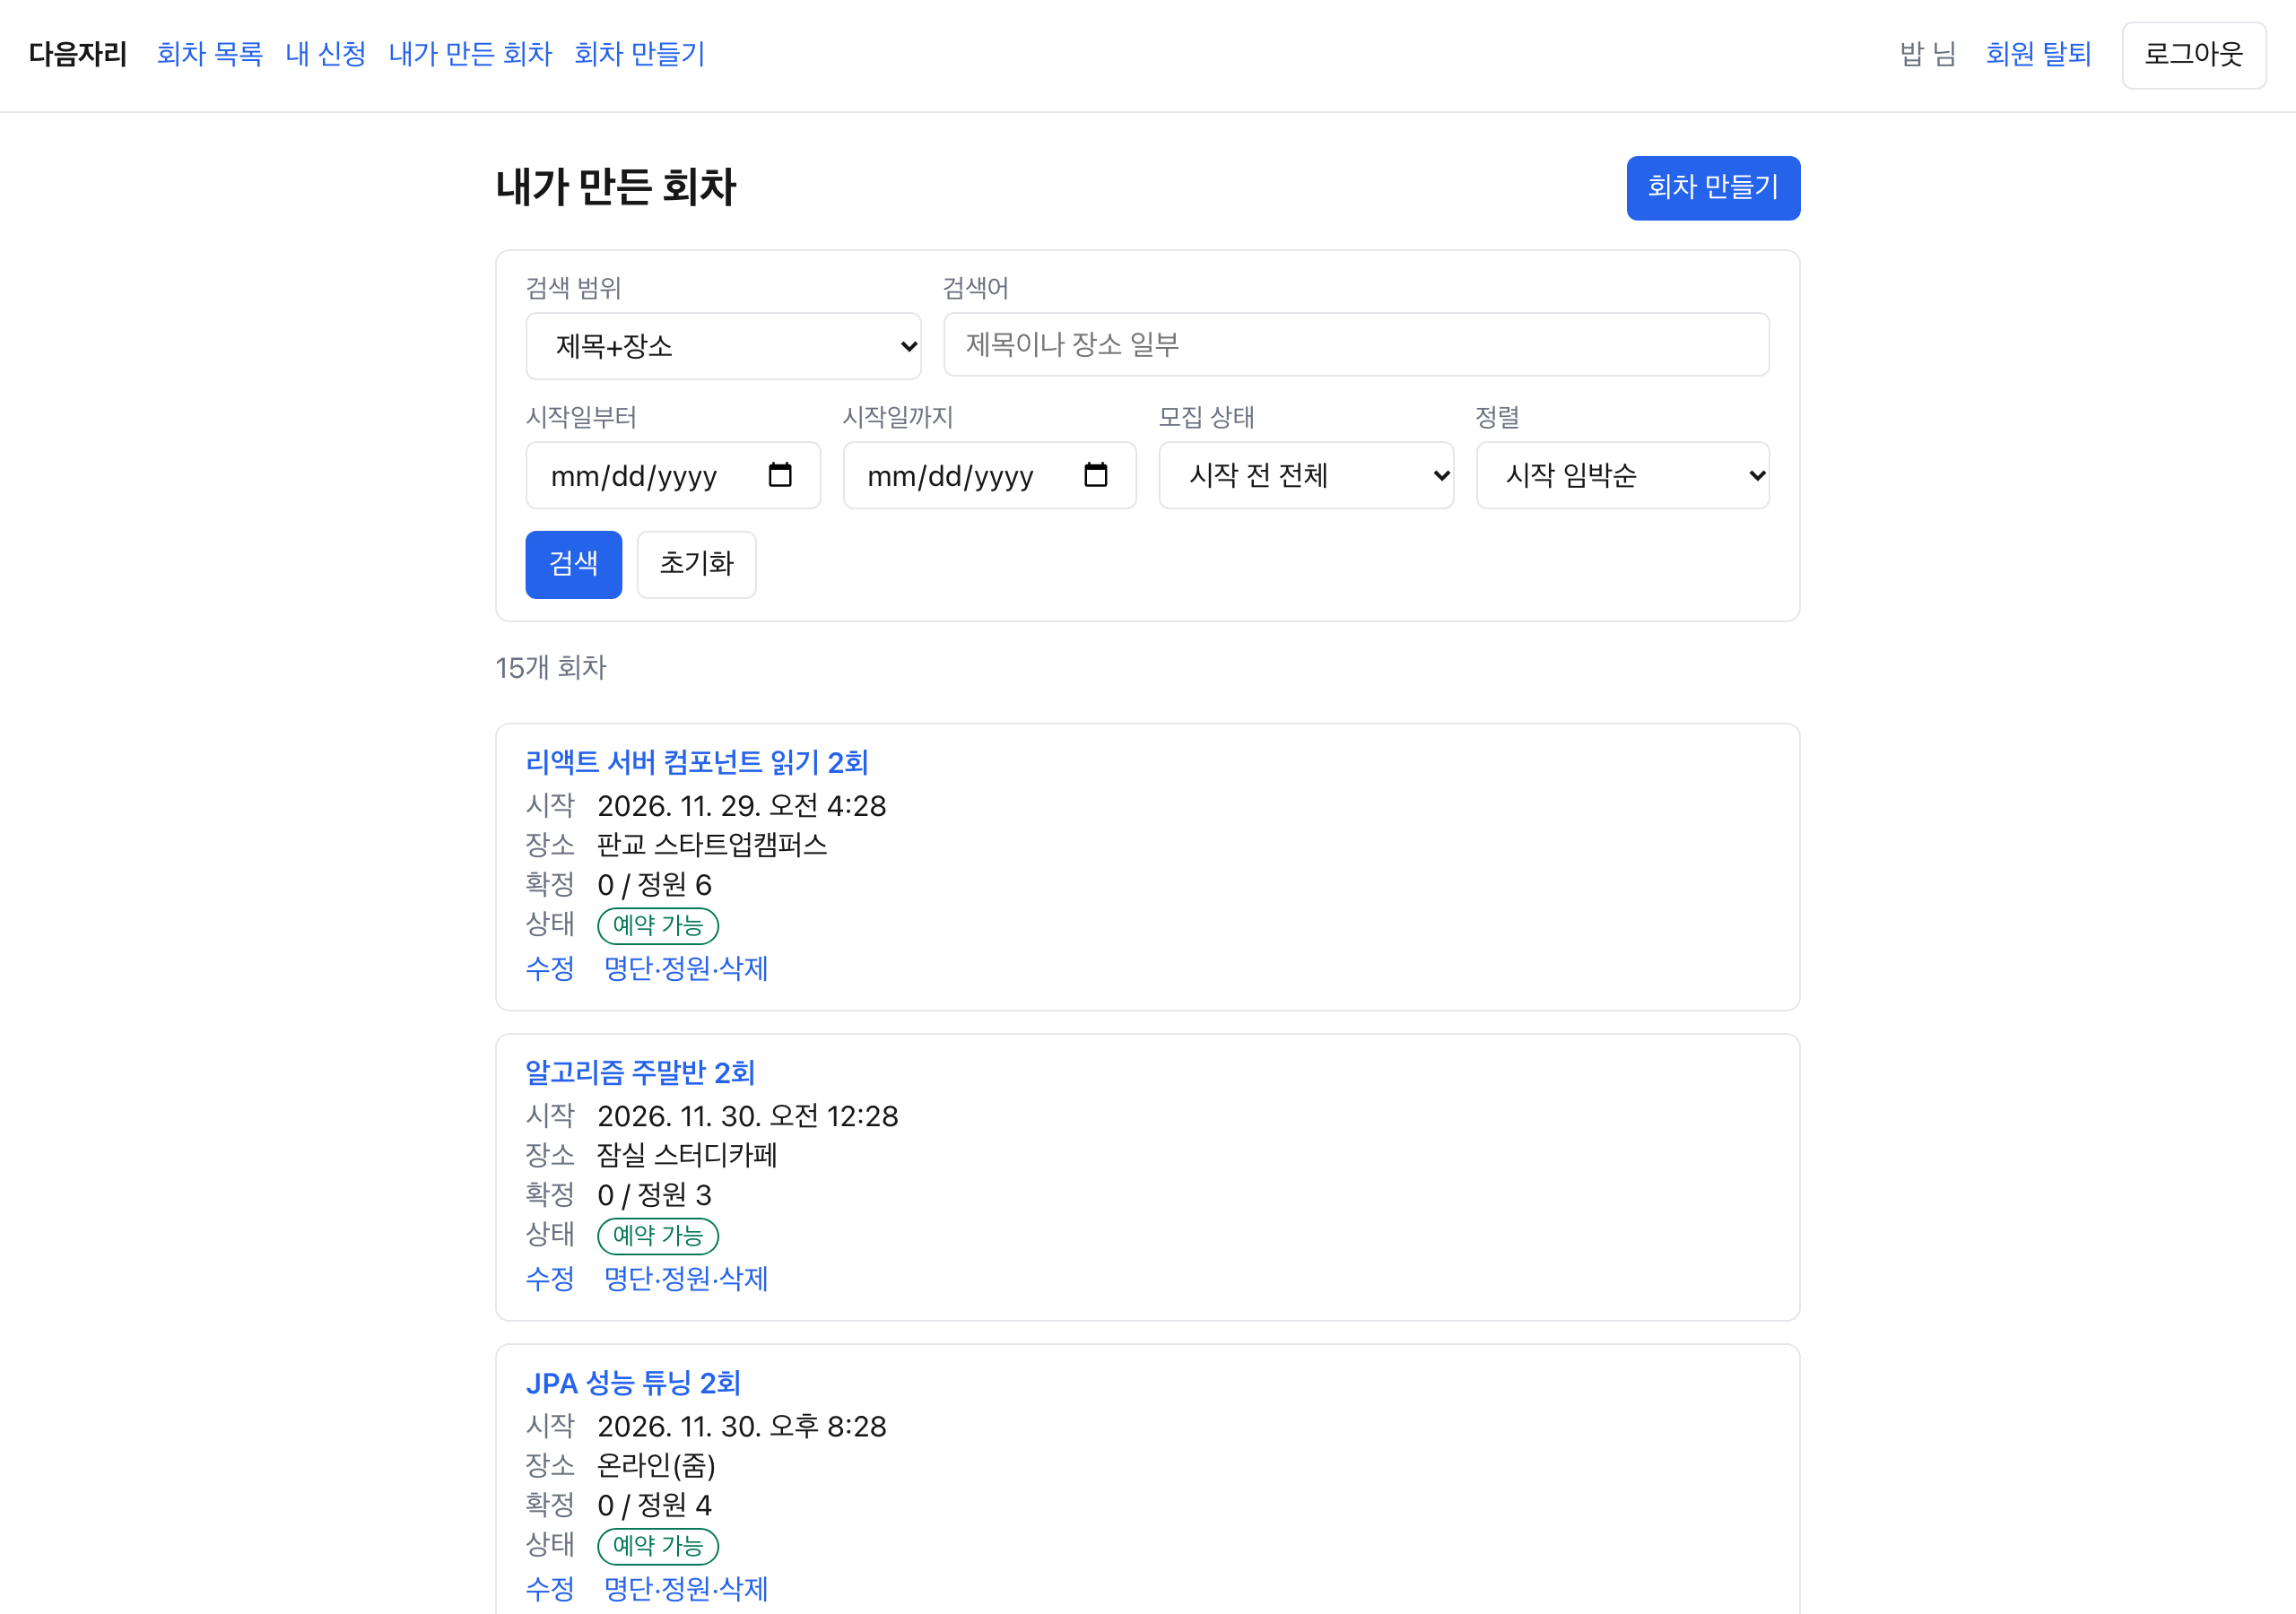 다음자리 회차 목록 내 신청 내가 만든 회차 회차 만들기 밥 님 회원 탈퇴 로그아웃
내가 만든 회차 회차 만들기
검색 범위 검색어
제목+장소 제목이나 장소 일부
시작일부터 시작일까지 모집 상태 정렬
mm/dd/yyyy mm/dd/yyyy 시작 전 전체 시작 임박순
검색 초기화
15개 회차
리액트 서버 컴포넌트 읽기 2회
시작 2026. 11. 29. 오전 4:28
장소 판교 스타트업캠퍼스
확정 0 / 정원 6
상태 예약 가능
수정 명단·정원·삭제
알고리즘 주말반 2회
시작 2026. 11. 30. 오전 12:28
장소 잠실 스터디카페
확정 0 / 정원 3
상태 예약 가능
수정 명단·정원·삭제
JPA 성능 튜닝 2회
시작 2026. 11. 30. 오후 8:28
장소 온라인(줌)
확정 0 / 정원 4
상태 예약 가능
수정 명단·정원·삭제